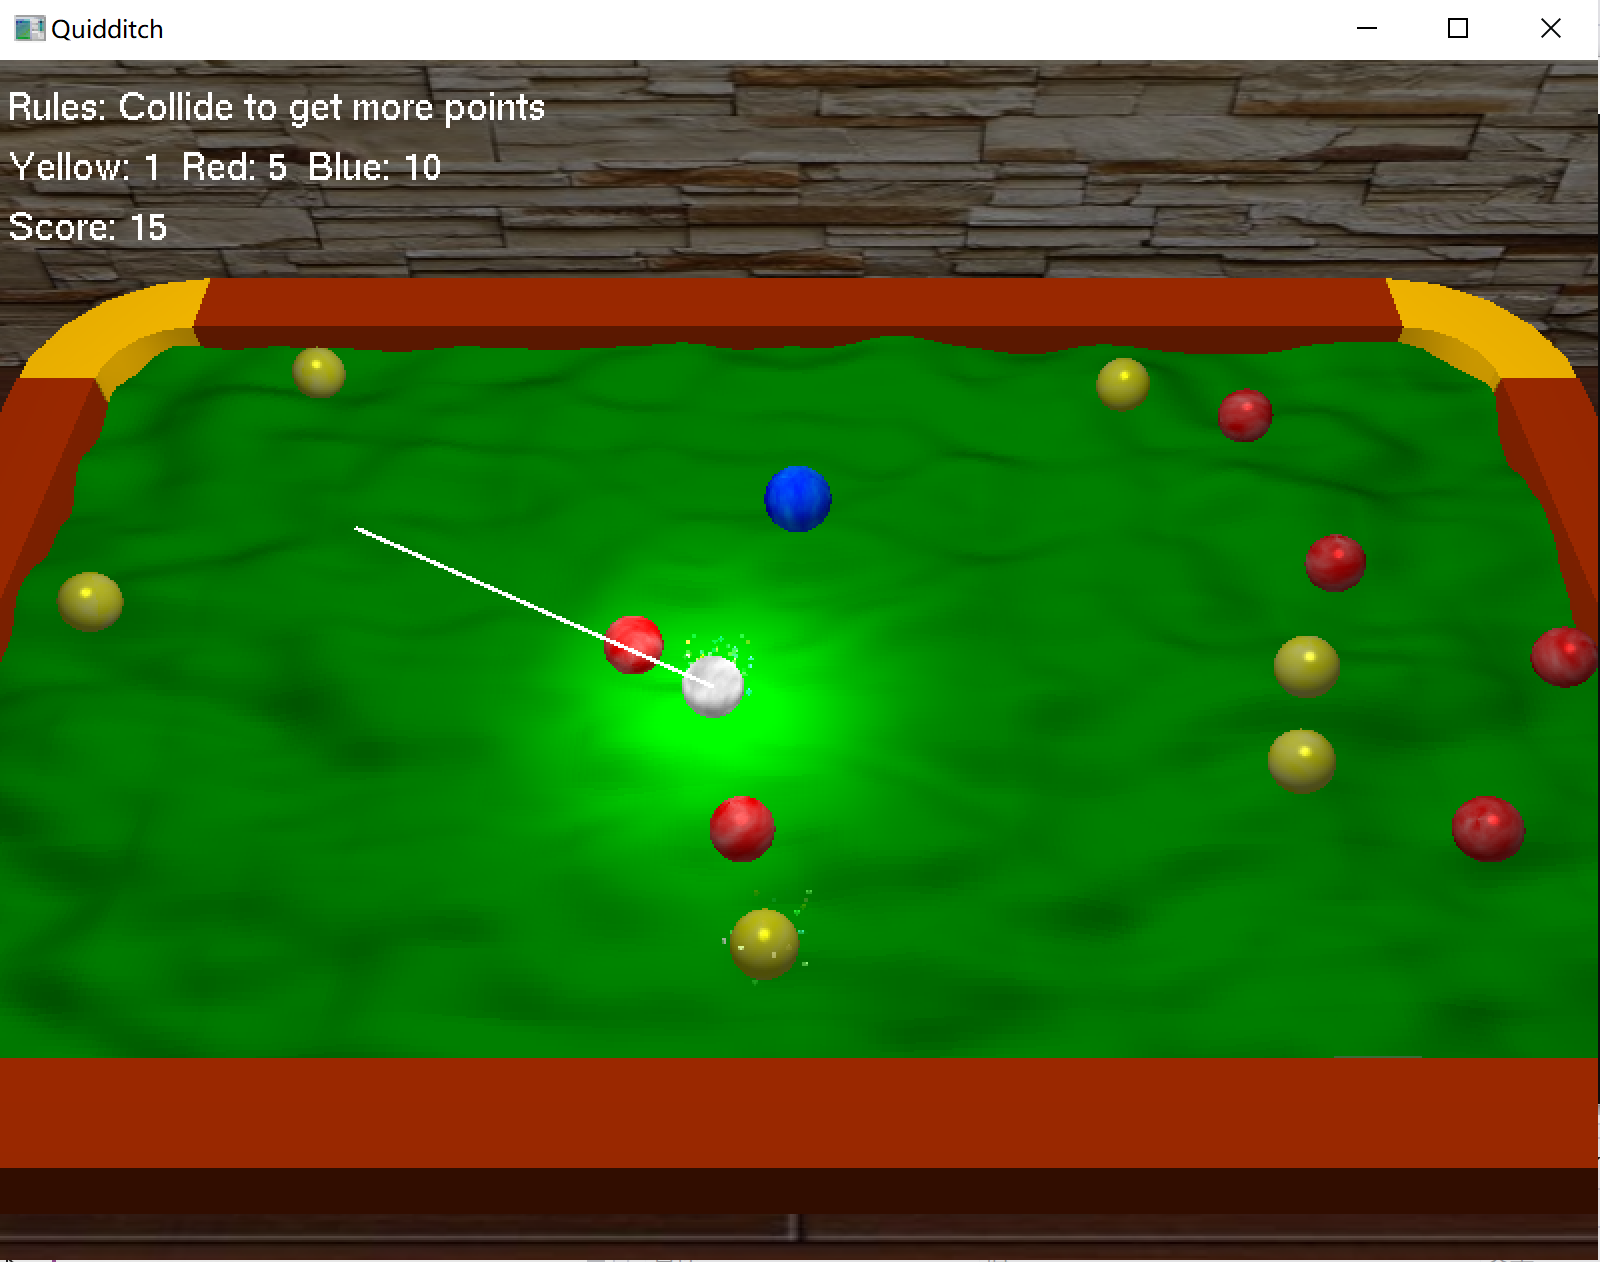 Quidditch
Rules: Collide to get more points
Yellow: 1 Red: 5 Blue: 10
Score: 15